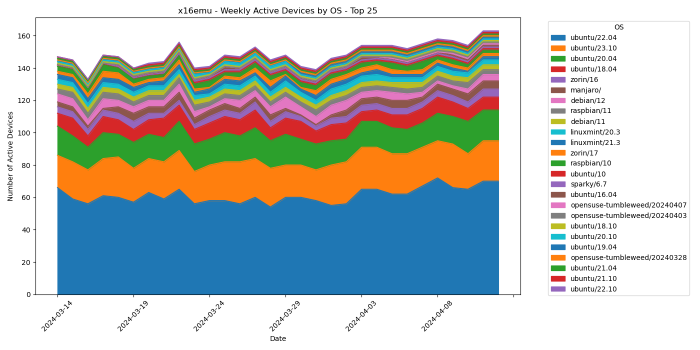 x16emu - Weekly Active Devices by OS - Top 25
Number of Active Devices
160
140
120
100
80
60
40
20
0
2024-03-14
2024-03-19
2024-03-24
2024-03-29
2024-04-03
2024-04-08
Date
OS
ubuntu/22.04
ubuntu/23.10
ubuntu/20.04
ubuntu/18.04
zorin/16
manjaro/
debian/12
raspbian/11
debian/11
linuxmint/20.3
linuxmint/21.3
zorin/17
raspbian/10
ubuntu/10
sparky/6.7
ubuntu/16.04
opensuse-tumbleweed/20240407
opensuse-tumbleweed/20240403
ubuntu/18.10
ubuntu/20.10
ubuntu/19.04
opensuse-tumbleweed/20240328
ubuntu/21.04
ubuntu/21.10
ubuntu/22.10